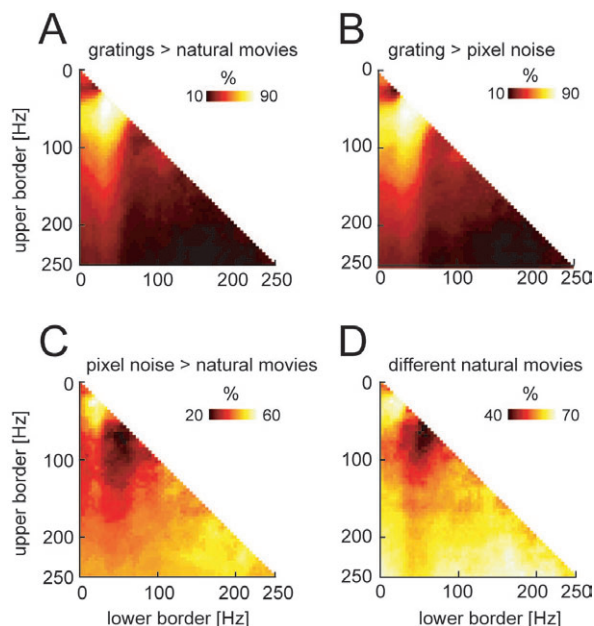 A
gratings > natural movies
%
10 90
0
100
200
250
upper border [Hz]
0 100 200 250
B
grating > pixel noise
%
10 90
0
100
200
250
0 100 200 250
C
pixel noise > natural movies
%
20 60
0
100
200
250
upper border [Hz]
0 100 200 250
lower border [Hz]
D
different natural movies
%
40 70
0
100
200
250
0 100 200 250
lower border [Hz]